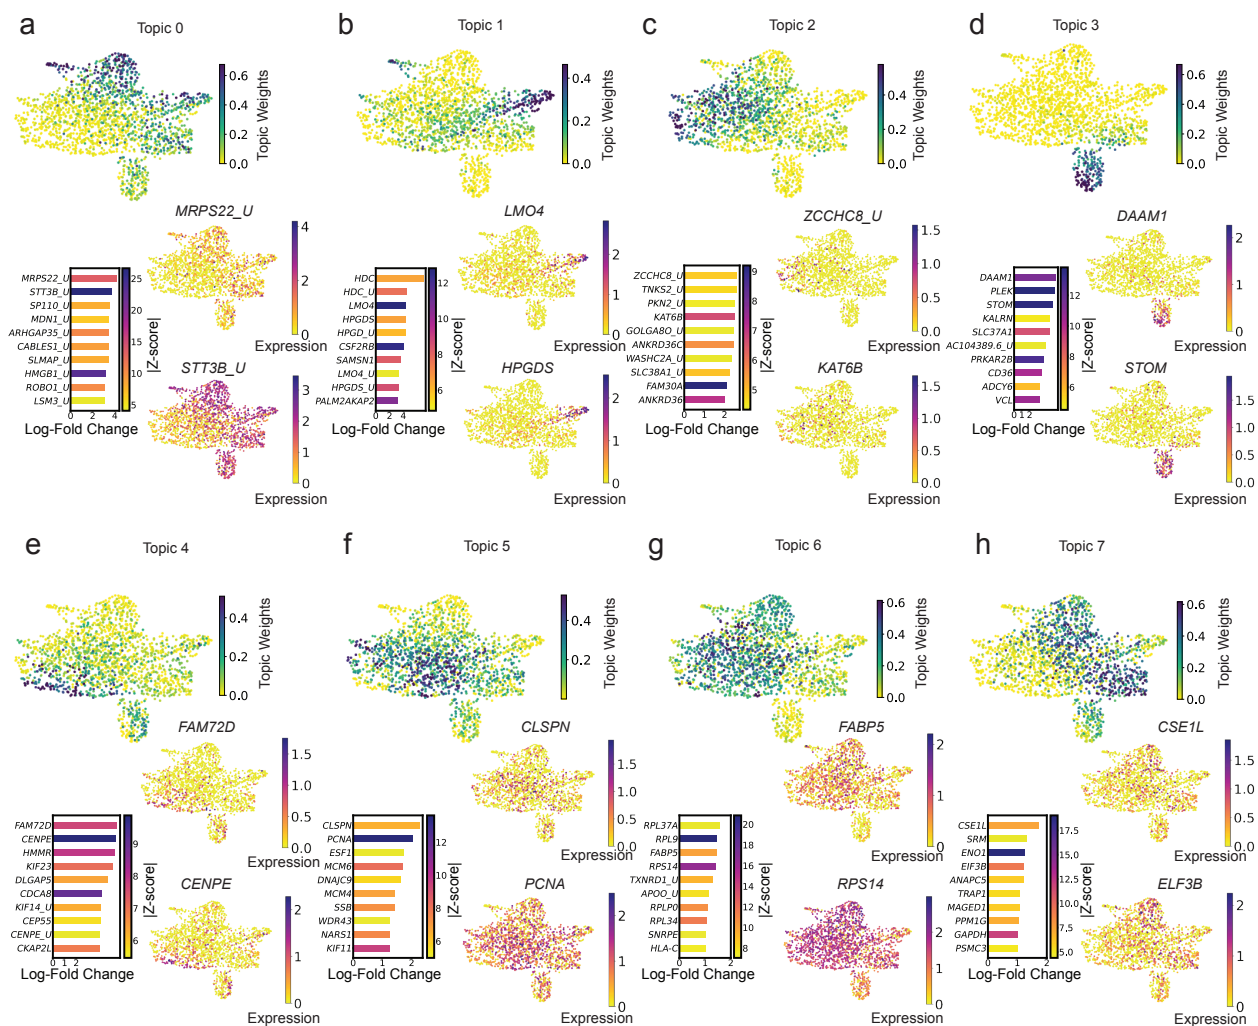 a
Topic 0
0.6
0.4
0.2
0.0
Topic Weights
MRPS22_U
4
2
0
Expression
MRPS22_U
STT3B_U
SP110_U
MDN1_U
ARHGAP35_U
CABLES1_U
SLMAP_U
HMGB1_U
ROBO1_U
LSM3_U
0 2 4
Log-Fold Change
25
20
15
10
5
|Z-score|
STT3B_U
3
2
1
0
Expression
b
Topic 1
0.4
0.2
0.0
Topic Weights
LMO4
2
1
0
Expression
HDC
HDC_U
LMO4
HPGDS
HPGD_U
CSF2RB
SAMSN1
LMO4_U
HPGDS_U
PALM2AKAP2
0 2 4
Log-Fold Change
12
10
8
6
|Z-score|
HPGDS
2
1
0
Expression
c
Topic 2
0.4
0.2
0.0
Topic Weights
ZCCHC8_U
1.5
1.0
0.5
0.0
Expression
ZCCHC8_U
TNKS2_U
PKN2_U
KAT6B
GOLGA8O_U
ANKRD36C
WASHC2A_U
SLC38A1_U
FAM30A
ANKRD36
0 1 2
Log-Fold Change
9
8
7
6
5
|Z-score|
KAT6B
1.5
1.0
0.5
0.0
Expression
d
Topic 3
0.6
0.4
0.2
0.0
Topic Weights
DAAM1
2
1
0
Expression
DAAM1
PLEK
STOM
KALRN
SLC37A1
AC104389.6_U
PRKAR2B
CD36
ADCY6
VCL
0 1 2
Log-Fold Change
12
10
8
6
|Z-score|
STOM
1.5
1.0
0.5
0.0
Expression
e
Topic 4
0.4
0.2
0.0
Topic Weights
FAM72D
1.5
1.0
0.5
0.0
Expression
FAM72D
CENPE
HMMR
KIF23
DLGAP5
CDCA8
KIF14_U
CEP55
CENPE_U
CKAP2L
0 1 2
Log-Fold Change
9
8
7
6
|Z-score|
CENPE
2
1
0
Expression
f
Topic 5
0.4
0.2
Topic Weights
CLSPN
1.5
1.0
0.5
0.0
Expression
CLSPN
PCNA
ESF1
MCM6
DNAJC9
MCM4
SSB
WDR43
NARS1
KIF11
0 1 2
Log-Fold Change
12
10
8
6
|Z-score|
PCNA
2
1
0
Expression
g
Topic 6
0.6
0.4
0.2
0.0
Topic Weights
FABP5
2
1
0
Expression
RPL37A
RPL9
FABP5
RPS14
TXNRD1_U
APOO_U
RPLP0
RPL34
SNRPE
HLA-C
0 1 2
Log-Fold Change
20
18
16
14
12
10
8
|Z-score|
RPS14
2
1
0
Expression
h
Topic 7
0.6
0.4
0.2
0.0
Topic Weights
CSE1L
1.5
1.0
0.5
0.0
Expression
CSE1L
SRM
ENO1
EIF3B
ANAPC5
TRAP1
MAGED1
PPM1G
GAPDH
PSMC3
0 1 2
Log-Fold Change
17.5
15.0
12.5
10.0
7.5
5.0
|Z-score|
ELF3B
2
1
0
Expression